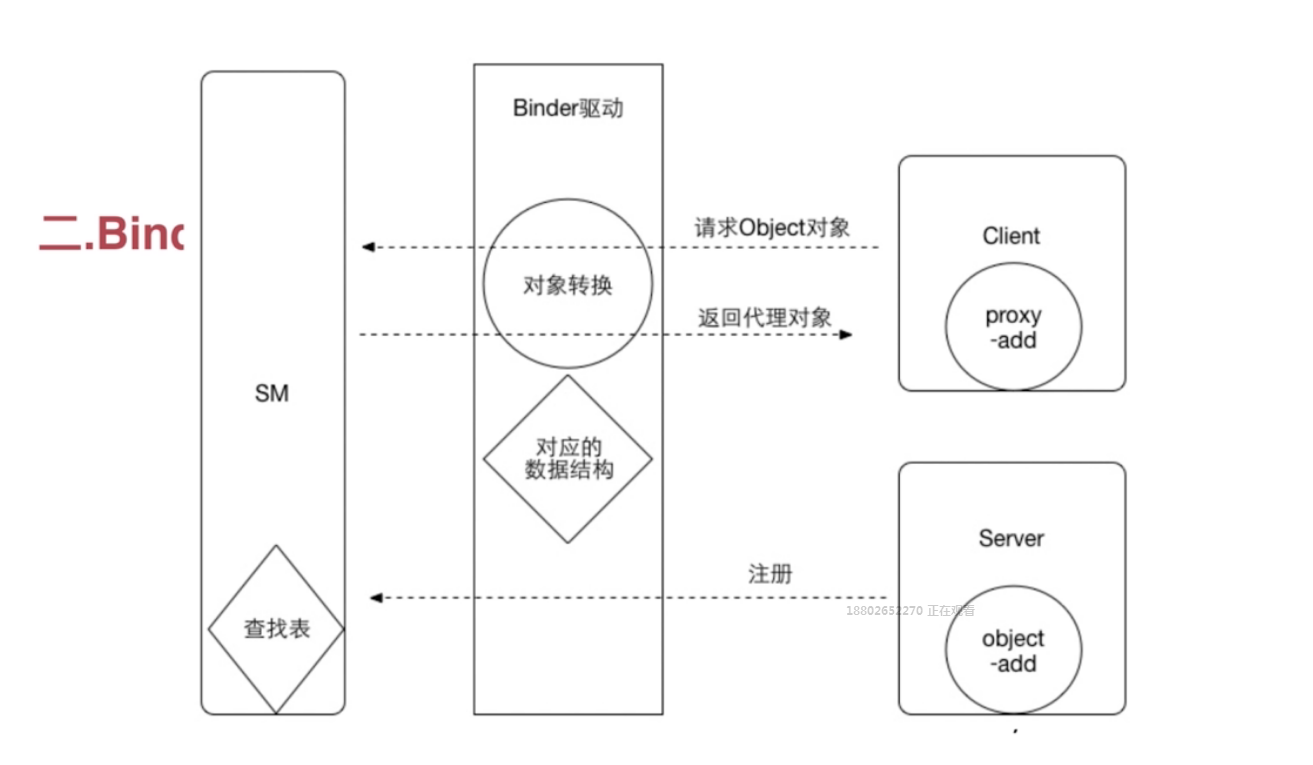 Binder驱动
二.Bin
请求Object对象
Client
对象转换
proxy
-add
返回代理对象
SM
对应的
数据结构
Server
注册
18802652270 正在观看
查找表
object
-add